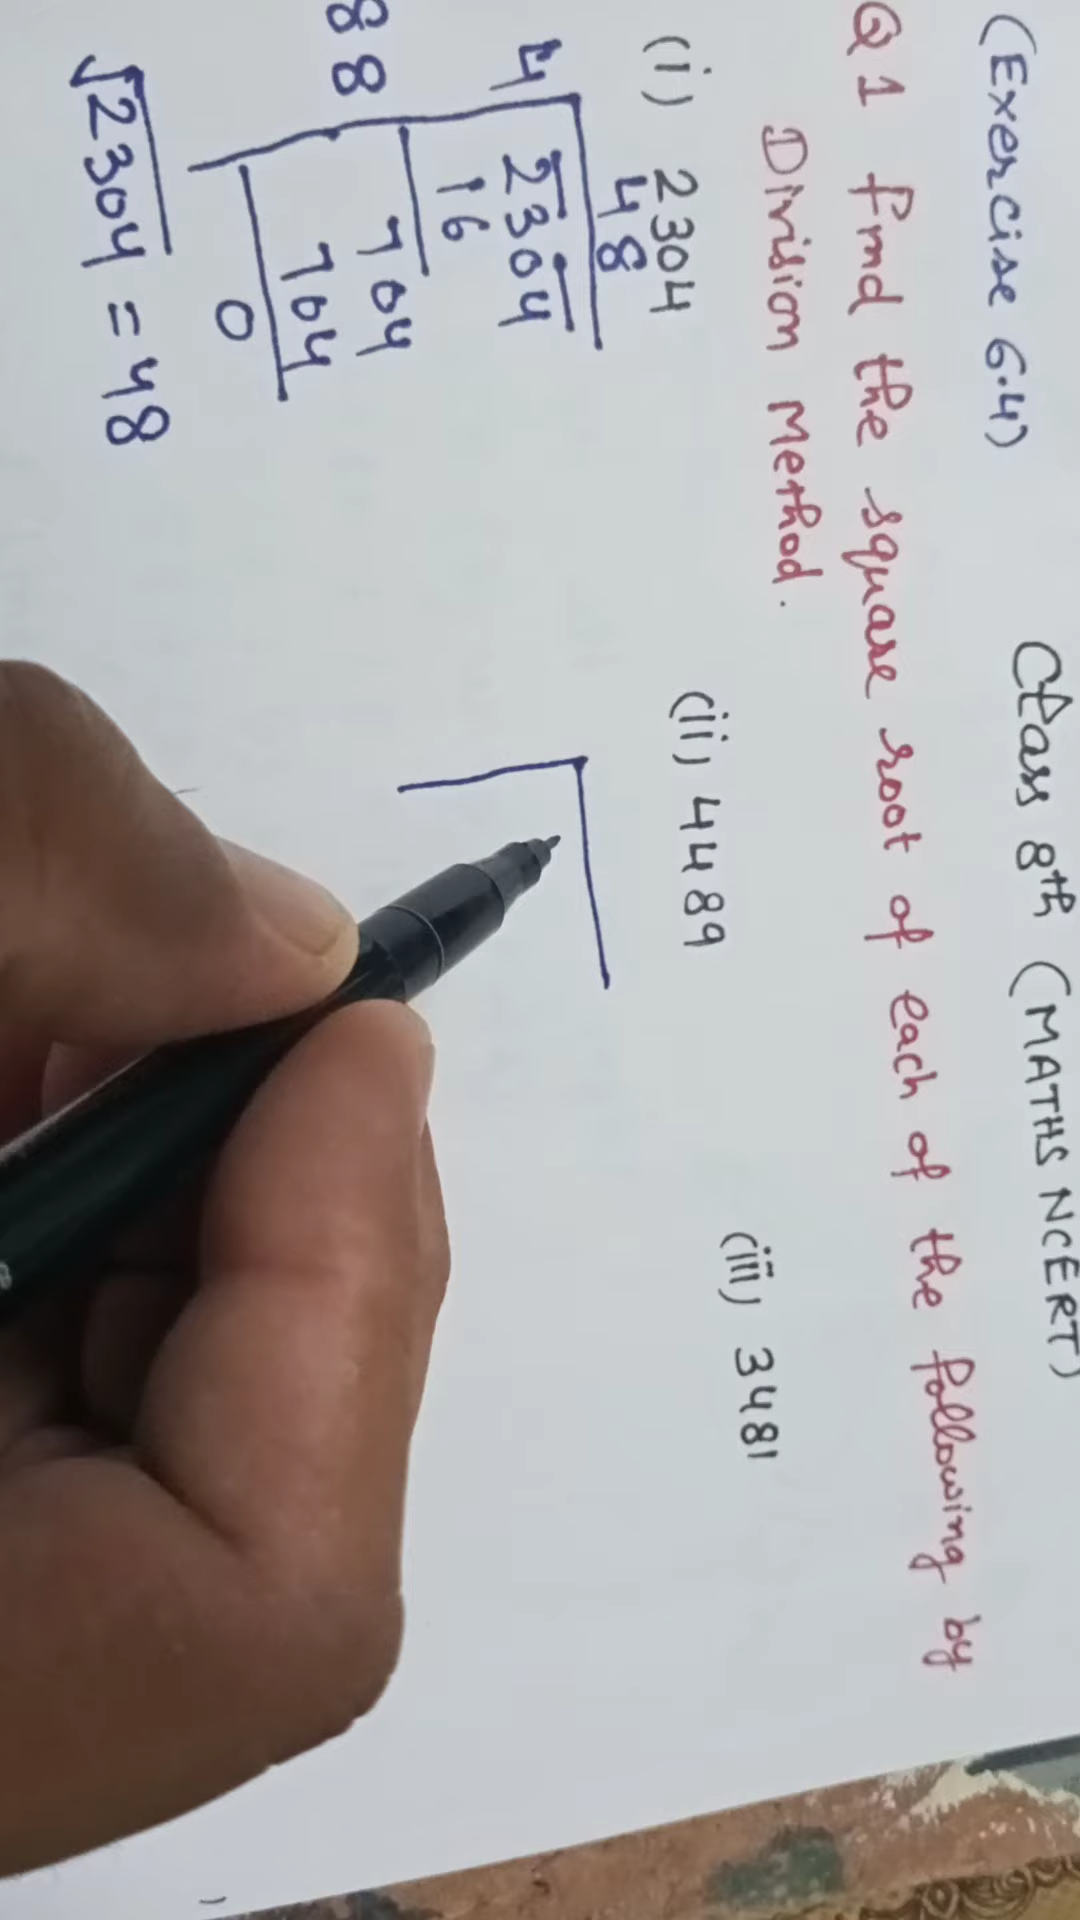 (Exercise 6.4) Class 8th (MATHS NCERT)
Q1 find the square root of each of the following by
Division Method.
(i) 2304 (ii) 4489 (iii) 3481
48
4 2304
16
88 704
704
0
√2304 = 48